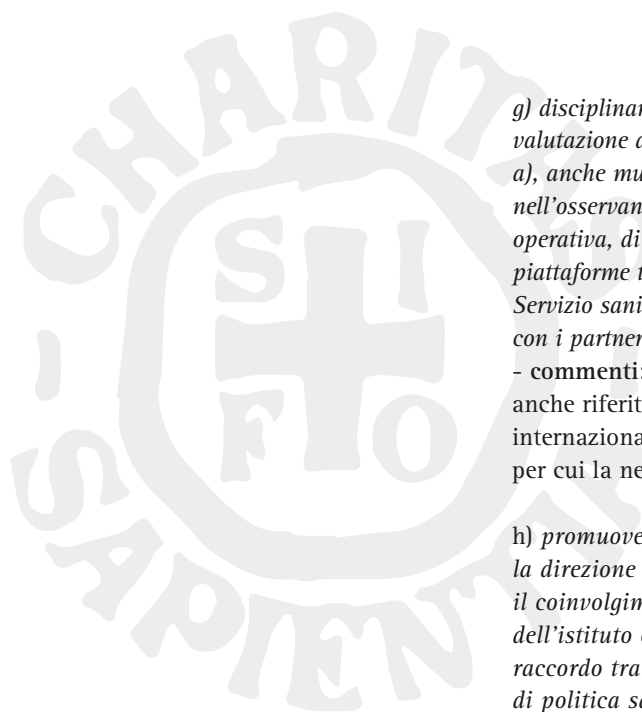 CHARITAS
S I
F O
- SAPIENTIA
g) disciplinar
valutazione d
a), anche mu
nell'osservan
operativa, di
piattaforme t
Servizio sani
con i partner
- commenti:
anche riferit
internaziona
per cui la ne
h) promuove
la direzione
il coinvolgim
dell'istituto
raccordo tra
di politica s